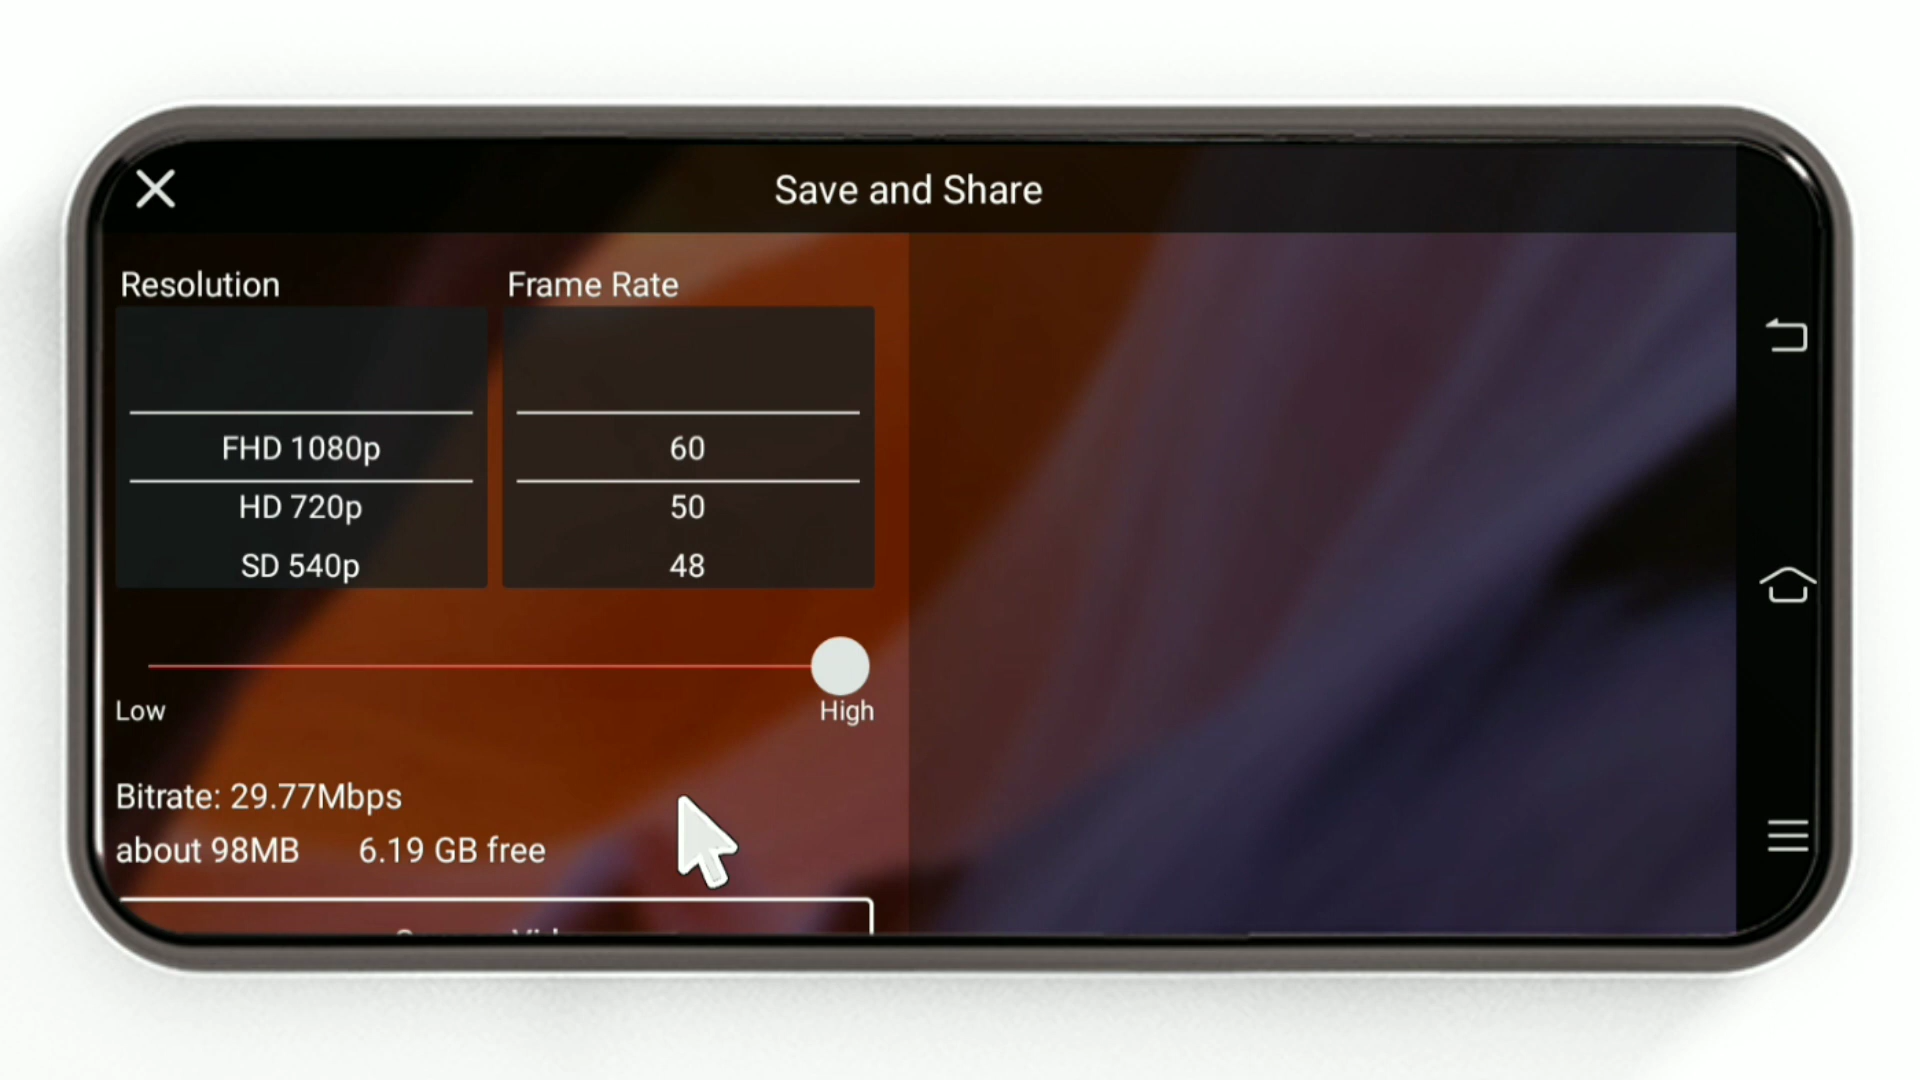 Save and Share
Resolution
Frame Rate
FHD 1080p
60
HD 720p
50
SD 540p
48
Low
High
Bitrate: 29.77Mbps
about 98MB 6.19 GB free